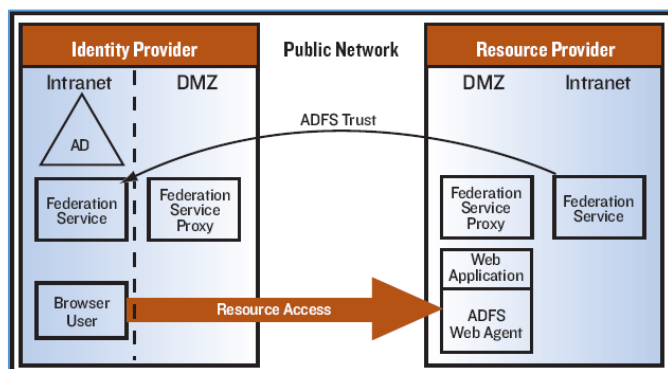 Identity Provider
Public Network
Resource Provider
Intranet
DMZ
DMZ
Intranet
ADFS Trust
AD
Federation
Service
Federation
Service
Proxy
Federation
Service
Proxy
Federation
Service
Browser
User
Resource Access
Web
Application
ADFS
Web Agent